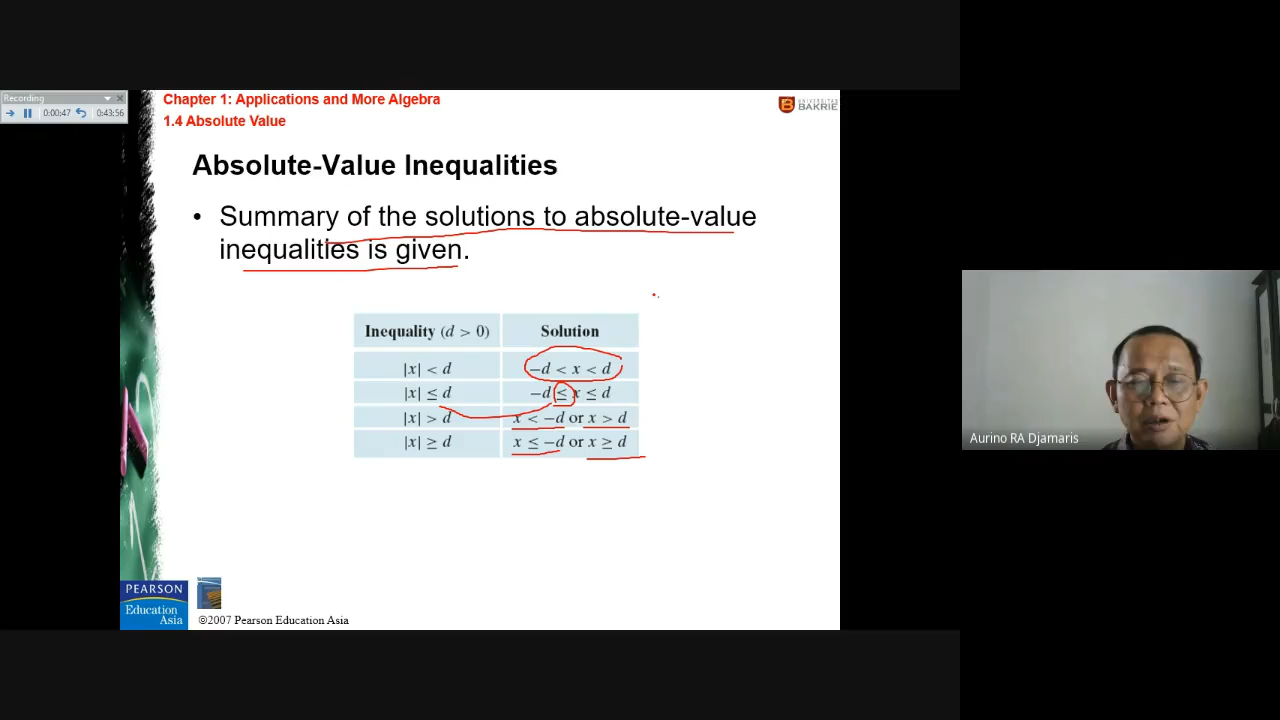 Recording
0:00:47 0:43:56
Chapter 1: Applications and More Algebra
1.4 Absolute Value
UNIVERSITAS
BAKRIE
Absolute-Value Inequalities
• Summary of the solutions to absolute-value
inequalities is given.
Inequality (d > 0) Solution
|x| < d −d < x < d
|x| ≤ d −d ≤ x ≤ d
|x| > d x < −d or x > d
|x| ≥ d x ≤ −d or x ≥ d
Aurino RA Djamaris
PEARSON
Education
Asia
©2007 Pearson Education Asia